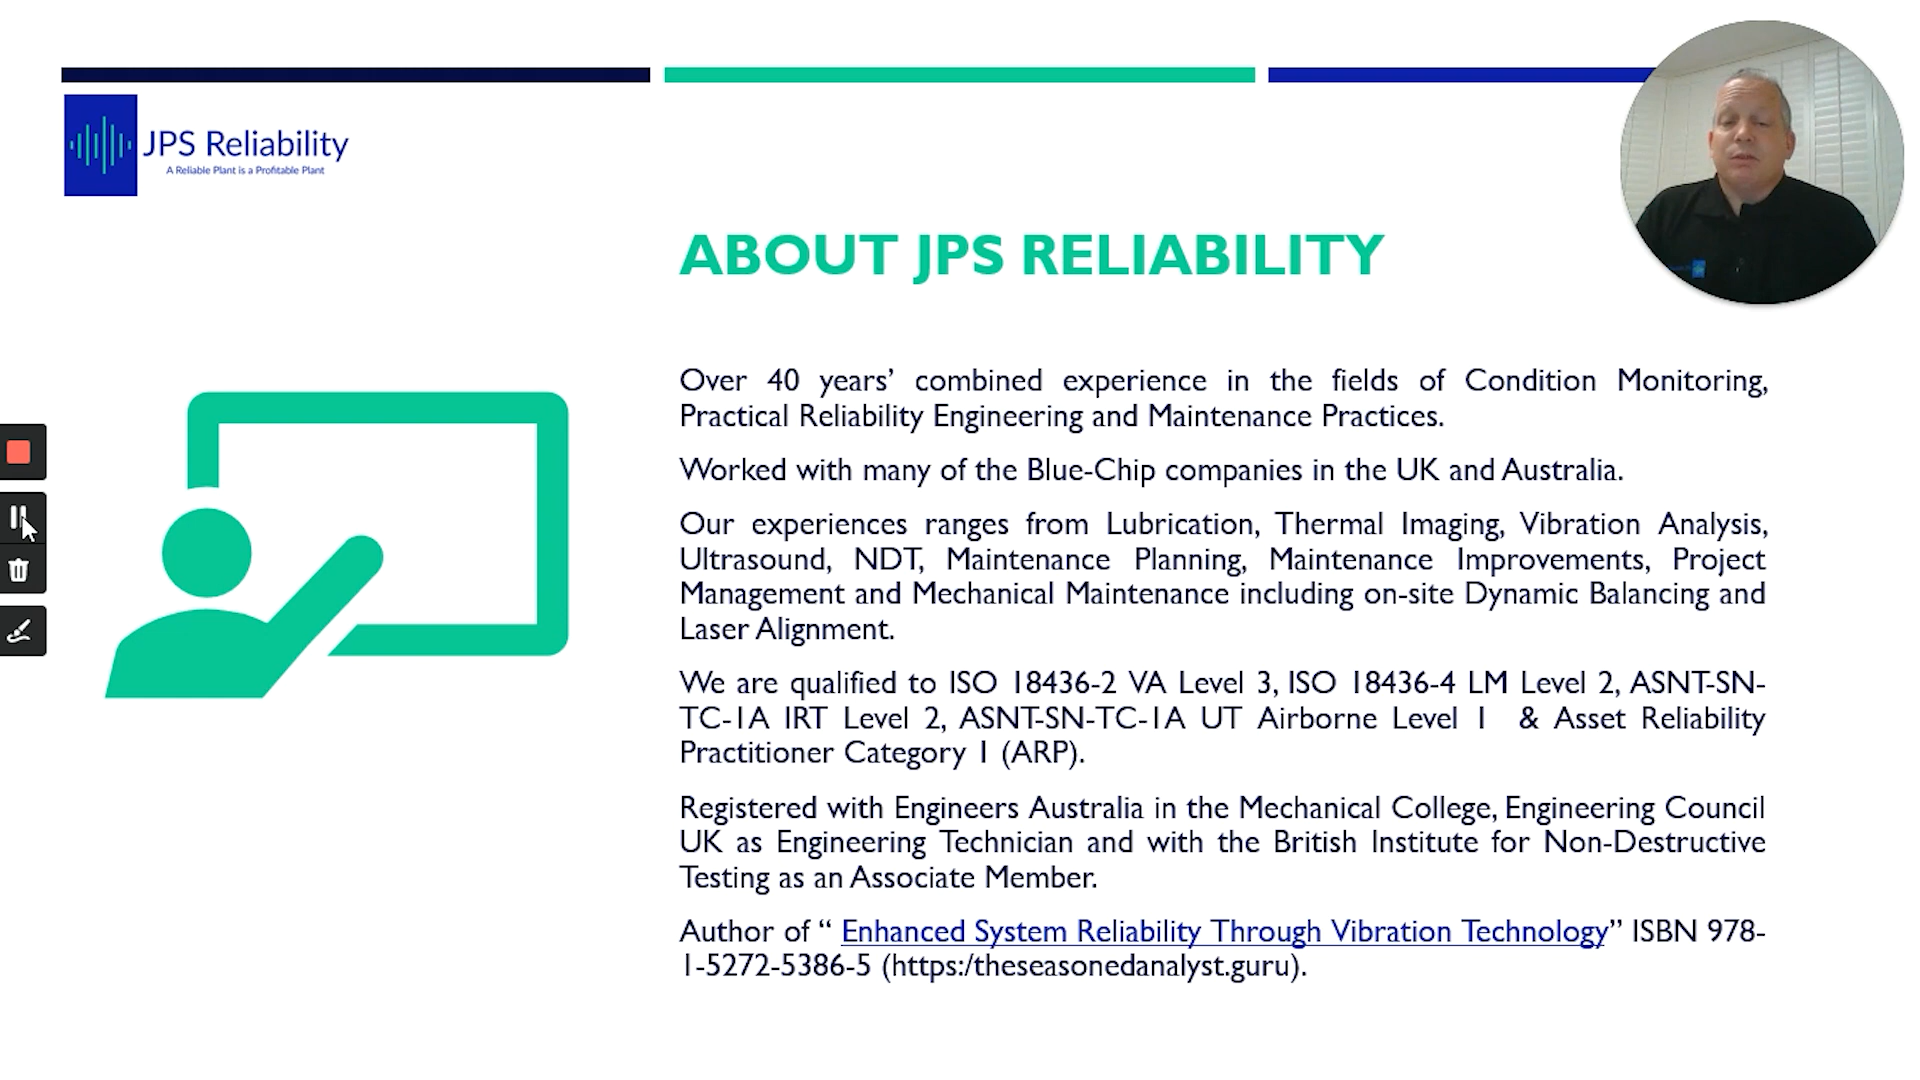 JPS Reliability
A Reliable Plant is a Profitable Plant
ABOUT JPS RELIABILITY
Over 40 years’ combined experience in the fields of Condition Monitoring,
Practical Reliability Engineering and Maintenance Practices.
Worked with many of the Blue-Chip companies in the UK and Australia.
Our experiences ranges from Lubrication, Thermal Imaging, Vibration Analysis,
Ultrasound, NDT, Maintenance Planning, Maintenance Improvements, Project
Management and Mechanical Maintenance including on-site Dynamic Balancing and
Laser Alignment.
We are qualified to ISO 18436-2 VA Level 3, ISO 18436-4 LM Level 2, ASNT-SN-
TC-1A IRT Level 2, ASNT-SN-TC-1A UT Airborne Level 1 & Asset Reliability
Practitioner Category 1 (ARP).
Registered with Engineers Australia in the Mechanical College, Engineering Council
UK as Engineering Technician and with the British Institute for Non-Destructive
Testing as an Associate Member.
Author of “ Enhanced System Reliability Through Vibration Technology” ISBN 978-
1-5272-5386-5 (https:/theseasonedanalyst.guru).